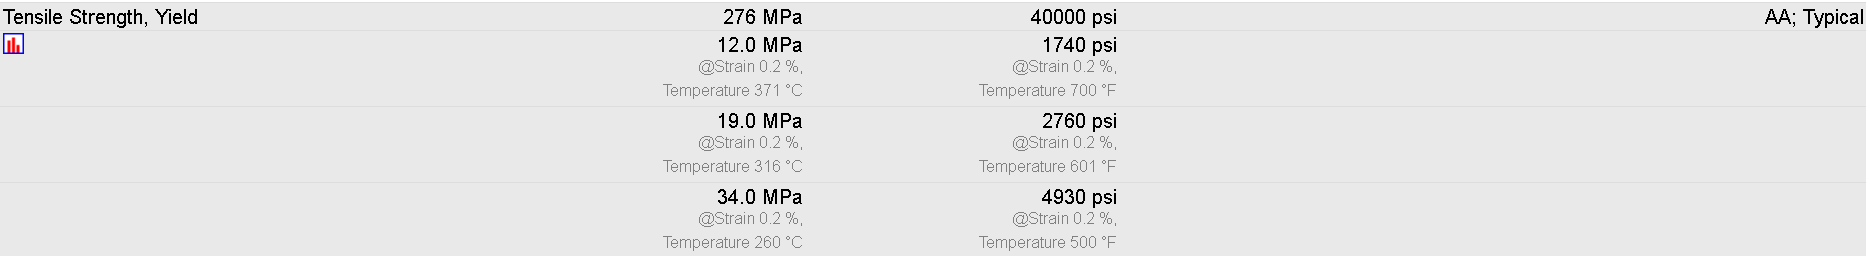 Tensile Strength, Yield 276 MPa 40000 psi AA; Typical
12.0 MPa 1740 psi
@Strain 0.2 %, @Strain 0.2 %,
Temperature 371 °C Temperature 700 °F
19.0 MPa 2760 psi
@Strain 0.2 %, @Strain 0.2 %,
Temperature 316 °C Temperature 601 °F
34.0 MPa 4930 psi
@Strain 0.2 %, @Strain 0.2 %,
Temperature 260 °C Temperature 500 °F